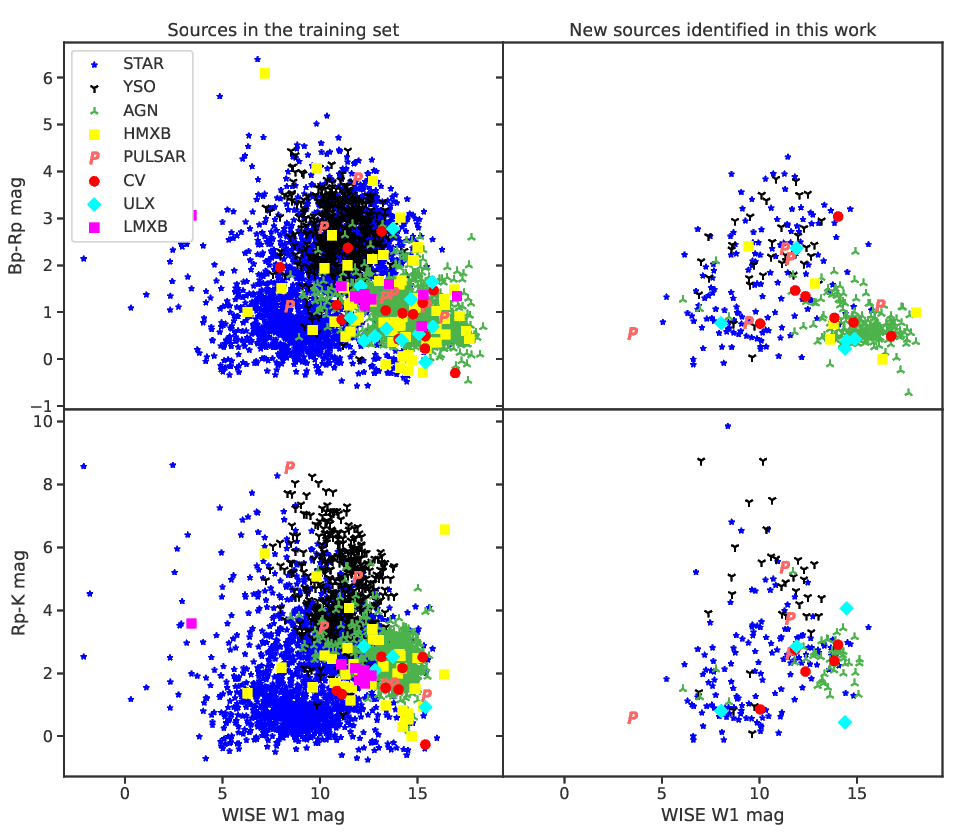 Sources in the training set
New sources identified in this work
STAR
YSO
AGN
HMXB
PULSAR
CV
ULX
LMXB
Bp-Rp mag
6
5
4
3
2
1
0
−1
Rp-K mag
10
8
6
4
2
0
0 5 10 15
0 5 10 15
WISE W1 mag
WISE W1 mag